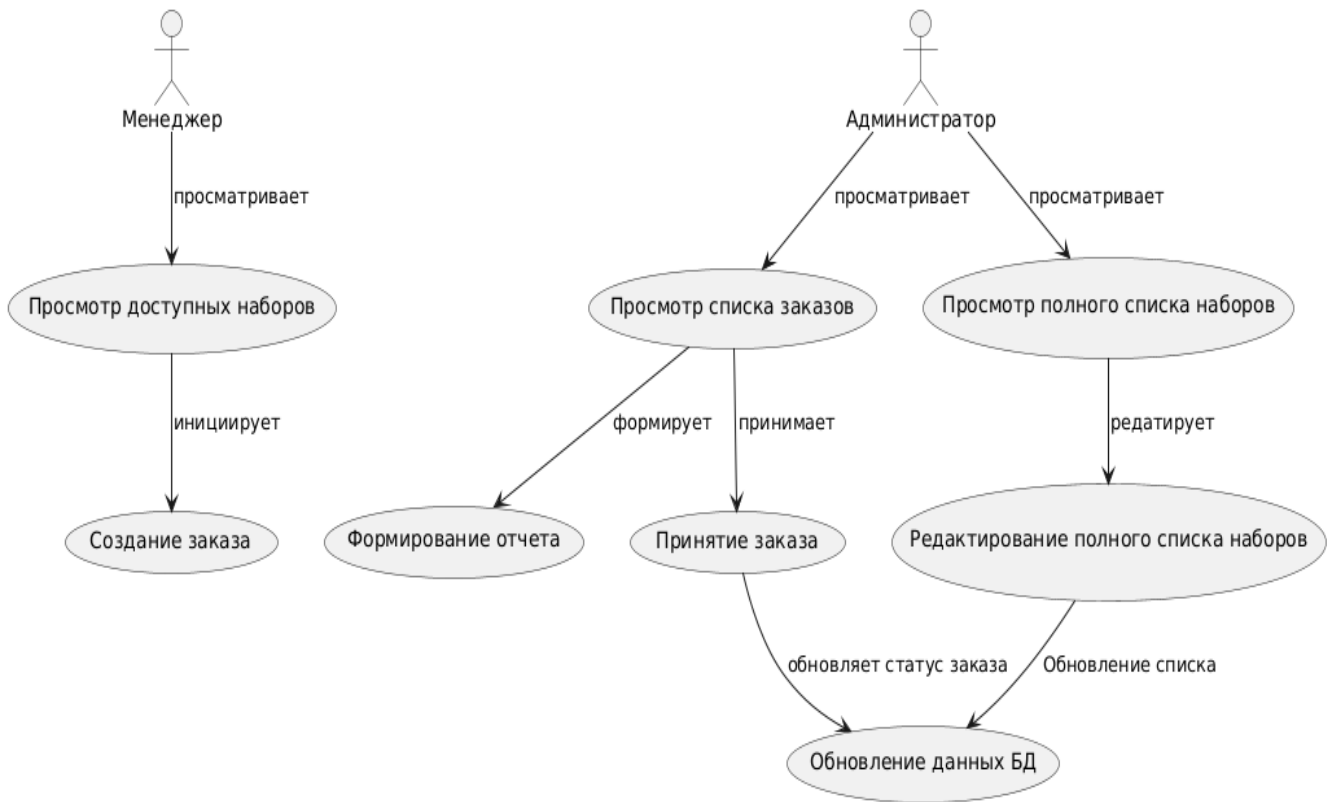 Менеджер
Администратор
просматривает
просматривает
просматривает
Просмотр доступных наборов
Просмотр списка заказов
Просмотр полного списка наборов
инициирует
формирует
принимает
редатирует
Создание заказа
Формирование отчета
Принятие заказа
Редактирование полного списка наборов
обновляет статус заказа
Обновление списка
Обновление данных БД